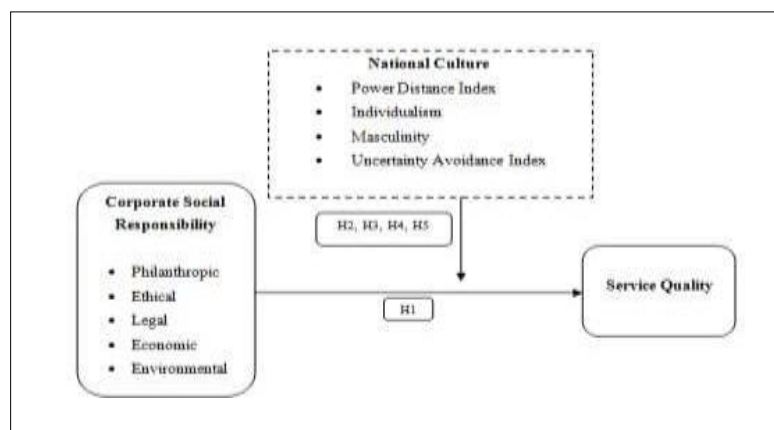 National Culture
• Power Distance Index
• Individualism
• Masculinity
• Uncertainty Avoidance Index
Corporate Social
Responsibility
• Philanthropic
• Ethical
• Legal
• Economic
• Environmental
H2, H3, H4, H5
H1
Service Quality